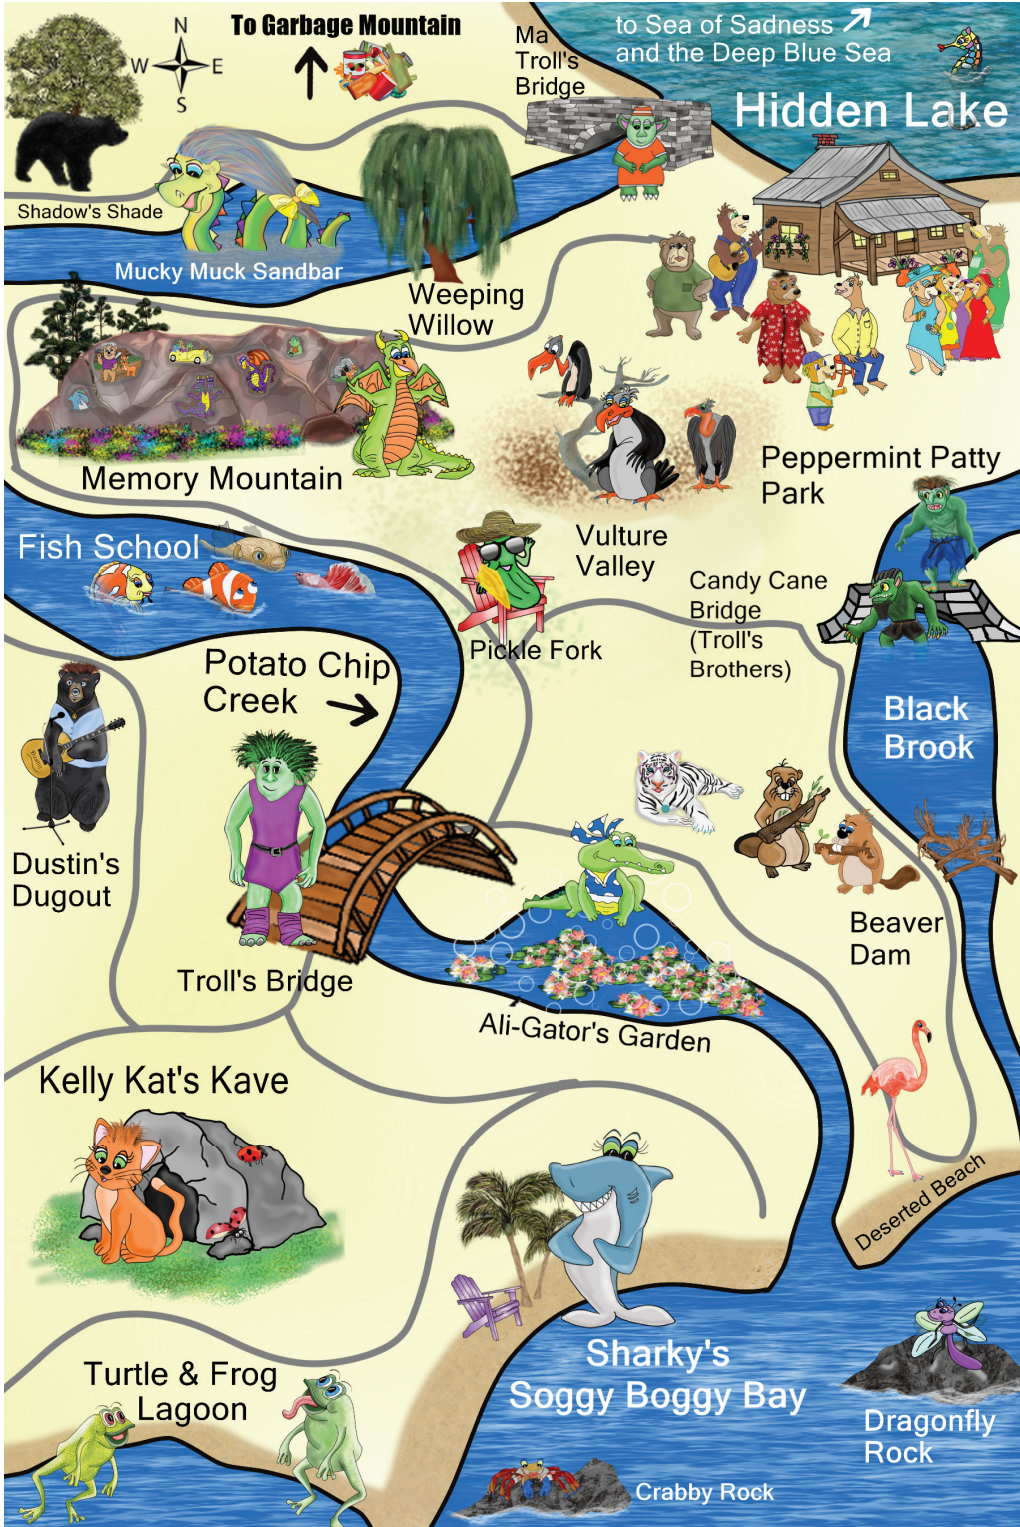 To Garbage Mountain
N
W E
S
Ma
Troll's
Bridge
to Sea of Sadness
and the Deep Blue Sea
Hidden Lake
Shadow's Shade
Mucky Muck Sandbar
Weeping
Willow
Memory Mountain
Peppermint Patty
Park
Vulture
Valley
Fish School
Candy Cane
Bridge
(Troll's
Brothers)
Pickle Fork
Potato Chip
Creek
Black
Brook
Dustin's
Dugout
Beaver
Dam
Troll's Bridge
Ali-Gator's Garden
Kelly Kat's Kave
Deserted Beach
Sharky's
Soggy Boggy Bay
Turtle & Frog
Lagoon
Dragonfly
Rock
Crabby Rock